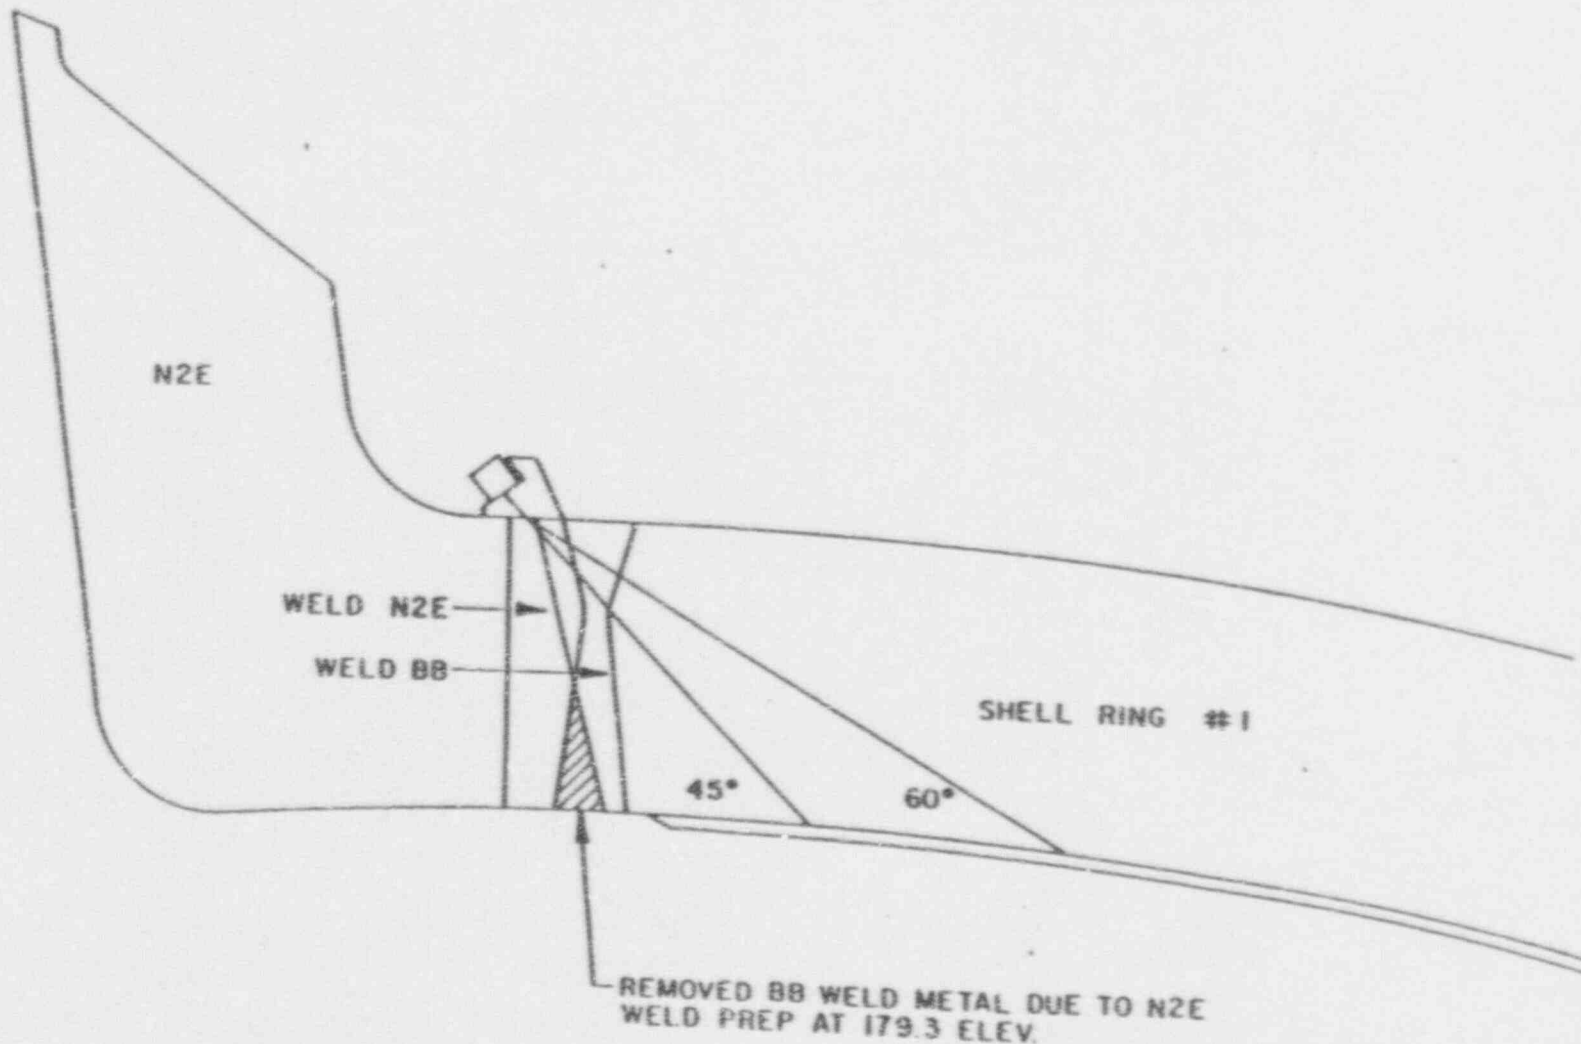 N2E
WELD N2E
WELD BB
SHELL RING #1
45°
60°
REMOVED BB WELD METAL DUE TO N2E
WELD PREP AT 179.3 ELEV.